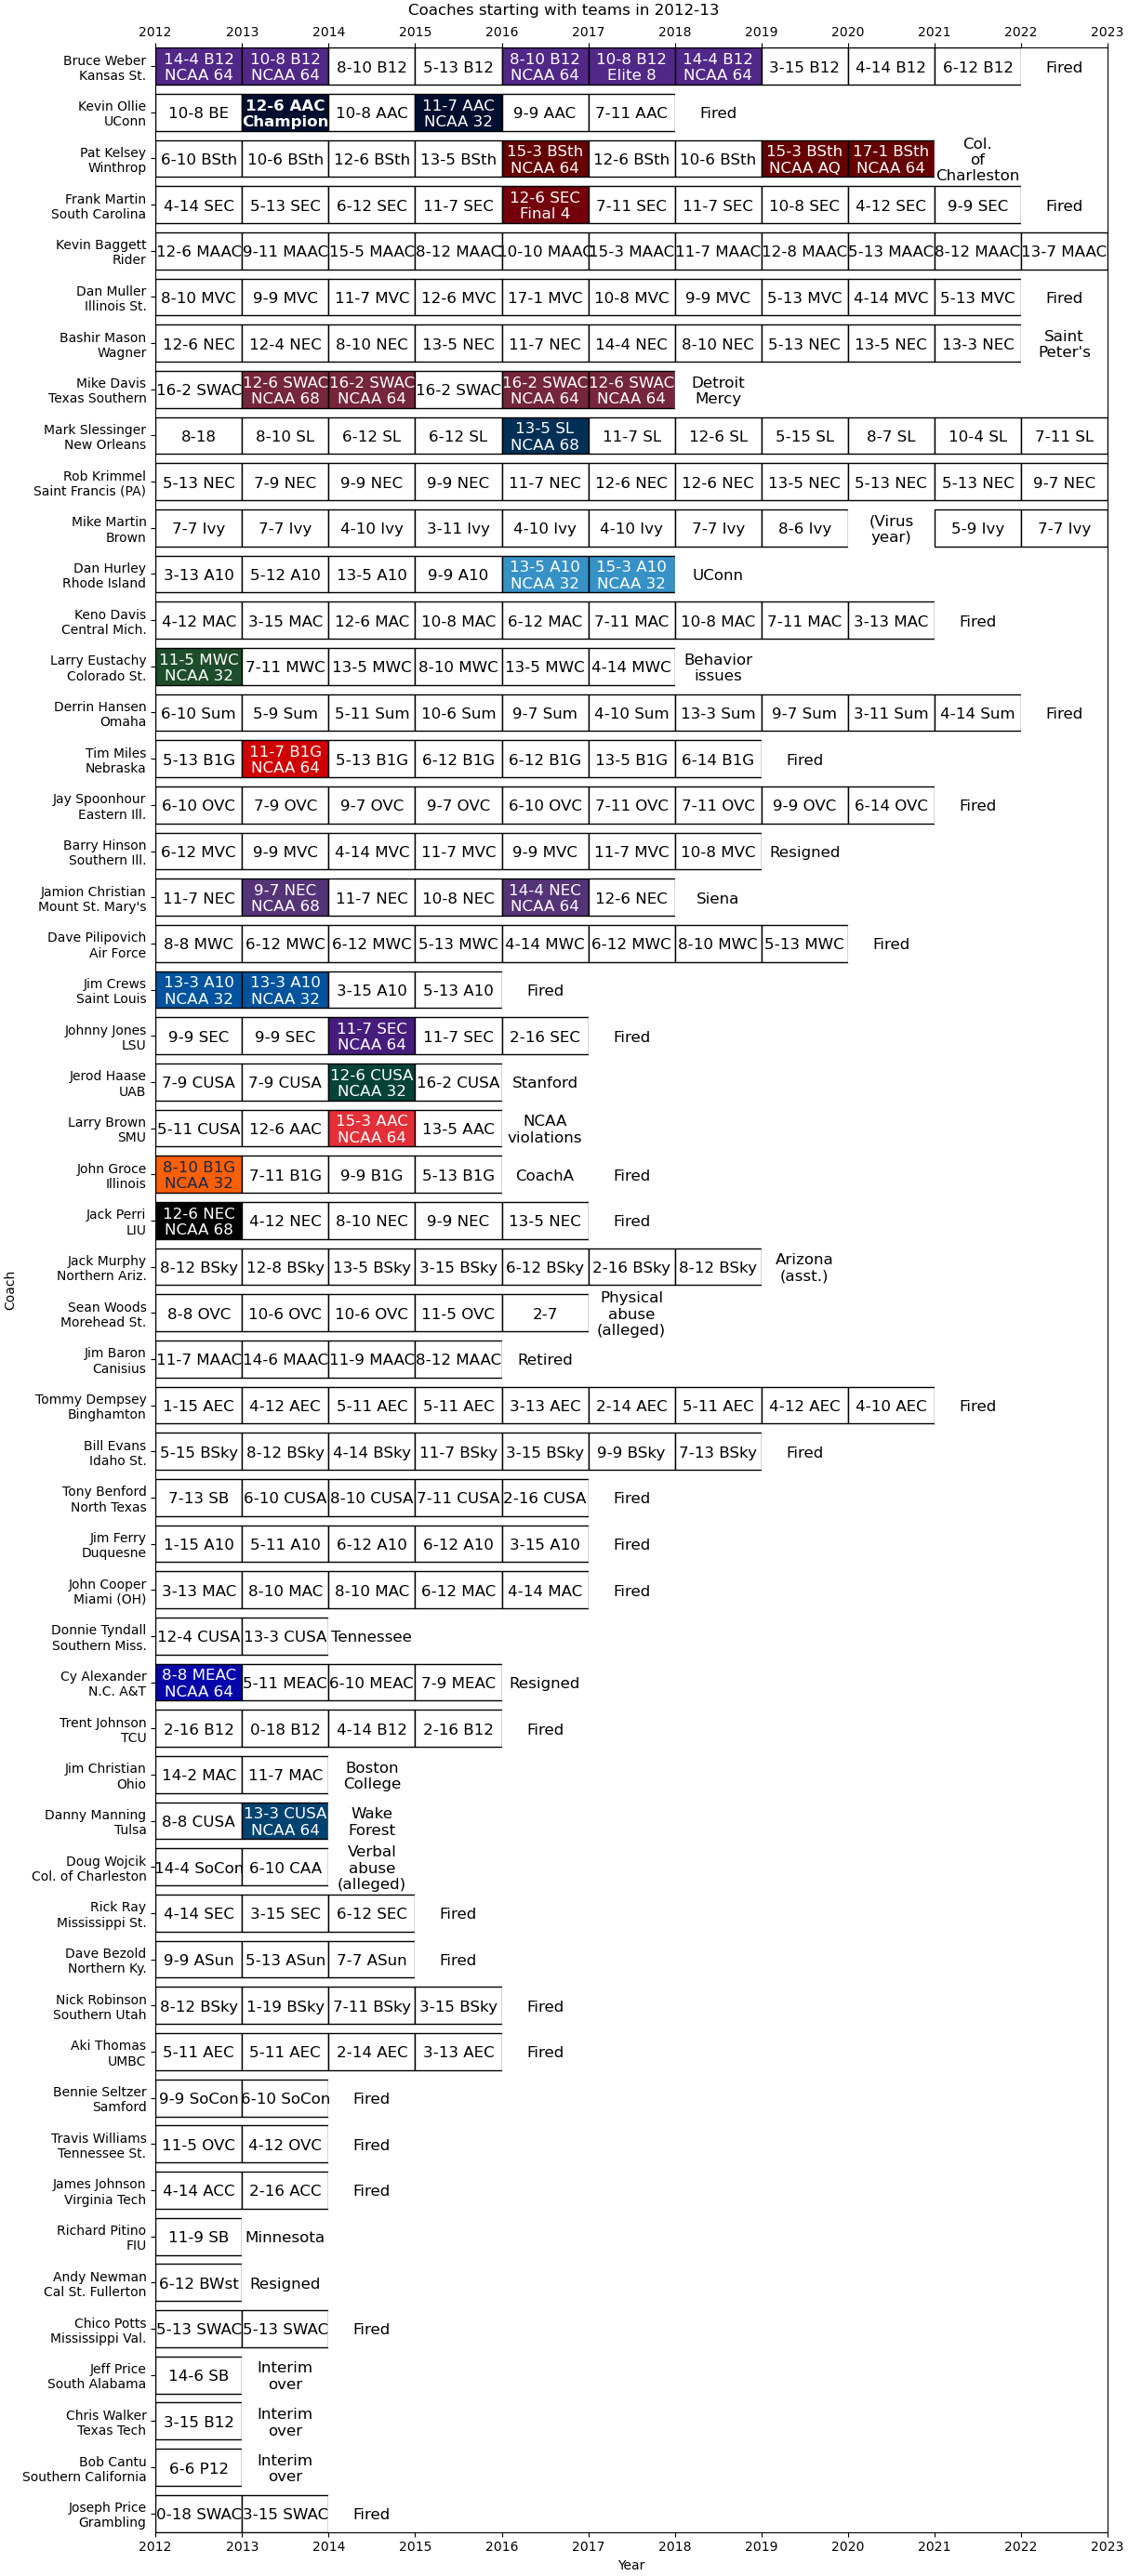 Coaches starting with teams in 2012-13
2012 2013 2014 2015 2016 2017 2018 2019 2020 2021 2022 2023
Bruce Weber 14-4 B12 10-8 B12 8-10 B12 5-13 B12 8-10 B12 10-8 B12 14-4 B12 3-15 B12 4-14 B12 6-12 B12 Fired
Kansas St. NCAA 64 NCAA 64 NCAA 64 Elite 8 NCAA 64
Kevin Ollie 10-8 BE 12-6 AAC 10-8 AAC 11-7 AAC 9-9 AAC 7-11 AAC Fired
UConn Champion NCAA 32
Pat Kelsey 6-10 BSth 10-6 BSth 12-6 BSth 13-5 BSth 15-3 BSth 12-6 BSth 10-6 BSth 15-3 BSth 17-1 BSth Col.
Winthrop NCAA 64 NCAA AQ NCAA 64 of
Charleston
Frank Martin 4-14 SEC 5-13 SEC 6-12 SEC 11-7 SEC 12-6 SEC 7-11 SEC 11-7 SEC 10-8 SEC 4-12 SEC 9-9 SEC Fired
South Carolina Final 4
Kevin Baggett 12-6 MAAC 9-11 MAAC 15-5 MAAC 8-12 MAAC 10-10 MAAC 15-3 MAAC 11-7 MAAC 12-8 MAAC 5-13 MAAC 8-12 MAAC 13-7 MAAC
Rider
Dan Muller 8-10 MVC 9-9 MVC 11-7 MVC 12-6 MVC 17-1 MVC 10-8 MVC 9-9 MVC 5-13 MVC 4-14 MVC 5-13 MVC Fired
Illinois St.
Bashir Mason 12-6 NEC 12-4 NEC 8-10 NEC 13-5 NEC 11-7 NEC 14-4 NEC 8-10 NEC 5-13 NEC 13-5 NEC 13-3 NEC Saint
Wagner Peter's
Mike Davis 16-2 SWAC 12-6 SWAC 16-2 SWAC 16-2 SWAC 16-2 SWAC 12-6 SWAC Detroit
Texas Southern NCAA 68 NCAA 64 NCAA 64 NCAA 64 Mercy
Mark Slessinger 8-18 8-10 SL 6-12 SL 6-12 SL 13-5 SL 11-7 SL 12-6 SL 5-15 SL 8-7 SL 10-4 SL 7-11 SL
New Orleans NCAA 68
Rob Krimmel 5-13 NEC 7-9 NEC 9-9 NEC 9-9 NEC 11-7 NEC 12-6 NEC 12-6 NEC 13-5 NEC 5-13 NEC 5-13 NEC 9-7 NEC
Saint Francis (PA)
Mike Martin 7-7 Ivy 7-7 Ivy 4-10 Ivy 3-11 Ivy 4-10 Ivy 4-10 Ivy 7-7 Ivy 8-6 Ivy (Virus 5-9 Ivy 7-7 Ivy
Brown year)
Dan Hurley 3-13 A10 5-12 A10 13-5 A10 9-9 A10 13-5 A10 15-3 A10 UConn
Rhode Island NCAA 32 NCAA 32
Keno Davis 4-12 MAC 3-15 MAC 12-6 MAC 10-8 MAC 6-12 MAC 7-11 MAC 10-8 MAC 7-11 MAC 3-13 MAC Fired
Central Mich.
Larry Eustachy 11-5 MWC 7-11 MWC 13-5 MWC 8-10 MWC 13-5 MWC 4-14 MWC Behavior
Colorado St. NCAA 32 issues
Derrin Hansen 6-10 Sum 5-9 Sum 5-11 Sum 10-6 Sum 9-7 Sum 4-10 Sum 13-3 Sum 9-7 Sum 3-11 Sum 4-14 Sum Fired
Omaha
Tim Miles 5-13 B1G 11-7 B1G 5-13 B1G 6-12 B1G 6-12 B1G 13-5 B1G 6-14 B1G Fired
Nebraska NCAA 64
Jay Spoonhour 6-10 OVC 7-9 OVC 9-7 OVC 9-7 OVC 6-10 OVC 7-11 OVC 7-11 OVC 9-9 OVC 6-14 OVC Fired
Eastern Ill.
Barry Hinson 6-12 MVC 9-9 MVC 4-14 MVC 11-7 MVC 9-9 MVC 11-7 MVC 10-8 MVC Resigned
Southern Ill.
Jamion Christian 11-7 NEC 9-7 NEC 11-7 NEC 10-8 NEC 14-4 NEC 12-6 NEC Siena
Mount St. Mary's NCAA 68 NCAA 64
Dave Pilipovich 8-8 MWC 6-12 MWC 6-12 MWC 5-13 MWC 4-14 MWC 6-12 MWC 8-10 MWC 5-13 MWC Fired
Air Force
Jim Crews 13-3 A10 13-3 A10 3-15 A10 5-13 A10 Fired
Saint Louis NCAA 32 NCAA 32
Johnny Jones 9-9 SEC 9-9 SEC 11-7 SEC 11-7 SEC 2-16 SEC Fired
LSU NCAA 64
Jerod Haase 7-9 CUSA 7-9 CUSA 12-6 CUSA 16-2 CUSA Stanford
UAB NCAA 32
Larry Brown 5-11 CUSA 12-6 AAC 15-3 AAC 13-5 AAC NCAA
SMU NCAA 64 violations
John Groce 8-10 B1G 7-11 B1G 9-9 B1G 5-13 B1G CoachA Fired
Illinois NCAA 32
Jack Perri 12-6 NEC 4-12 NEC 8-10 NEC 9-9 NEC 13-5 NEC Fired
LIU NCAA 68
Jack Murphy 8-12 BSky 12-8 BSky 13-5 BSky 3-15 BSky 6-12 BSky 2-16 BSky 8-12 BSky Arizona
Northern Ariz. (asst.)
Sean Woods 8-8 OVC 10-6 OVC 10-6 OVC 11-5 OVC 2-7 Physical
Morehead St. abuse
(alleged)
Jim Baron 11-7 MAAC 14-6 MAAC 11-9 MAAC 8-12 MAAC Retired
Canisius
Tommy Dempsey 1-15 AEC 4-12 AEC 5-11 AEC 5-11 AEC 3-13 AEC 2-14 AEC 5-11 AEC 4-12 AEC 4-10 AEC Fired
Binghamton
Bill Evans 5-15 BSky 8-12 BSky 4-14 BSky 11-7 BSky 3-15 BSky 9-9 BSky 7-13 BSky Fired
Idaho St.
Tony Benford 7-13 SB 6-10 CUSA 8-10 CUSA 7-11 CUSA 2-16 CUSA Fired
North Texas
Jim Ferry 1-15 A10 5-11 A10 6-12 A10 6-12 A10 3-15 A10 Fired
Duquesne
John Cooper 3-13 MAC 8-10 MAC 8-10 MAC 6-12 MAC 4-14 MAC Fired
Miami (OH)
Donnie Tyndall 12-4 CUSA 13-3 CUSA Tennessee
Southern Miss.
Cy Alexander 8-8 MEAC 5-11 MEAC 6-10 MEAC 7-9 MEAC Resigned
N.C. A&T NCAA 64
Trent Johnson 2-16 B12 0-18 B12 4-14 B12 2-16 B12 Fired
TCU
Jim Christian 14-2 MAC 11-7 MAC Boston
Ohio College
Danny Manning 8-8 CUSA 13-3 CUSA Wake
Tulsa NCAA 64 Forest
Doug Wojcik 14-4 SoCon 6-10 CAA Verbal
Col. of Charleston abuse
(alleged)
Rick Ray 4-14 SEC 3-15 SEC 6-12 SEC Fired
Mississippi St.
Dave Bezold 9-9 ASun 5-13 ASun 7-7 ASun Fired
Northern Ky.
Nick Robinson 8-12 BSky 1-19 BSky 7-11 BSky 3-15 BSky Fired
Southern Utah
Aki Thomas 5-11 AEC 5-11 AEC 2-14 AEC 3-13 AEC Fired
UMBC
Bennie Seltzer 9-9 SoCon 6-10 SoCon Fired
Samford
Travis Williams 11-5 OVC 4-12 OVC Fired
Tennessee St.
James Johnson 4-14 ACC 2-16 ACC Fired
Virginia Tech
Richard Pitino 11-9 SB Minnesota
FIU
Andy Newman 6-12 BWst Resigned
Cal St. Fullerton
Chico Potts 5-13 SWAC 5-13 SWAC Fired
Mississippi Val.
Jeff Price 14-6 SB Interim
South Alabama over
Chris Walker 3-15 B12 Interim
Texas Tech over
Bob Cantu 6-6 P12 Interim
Southern California over
Joseph Price 0-18 SWAC 3-15 SWAC Fired
Grambling
2012 2013 2014 2015 2016 2017 2018 2019 2020 2021 2022 2023
Year
Coach